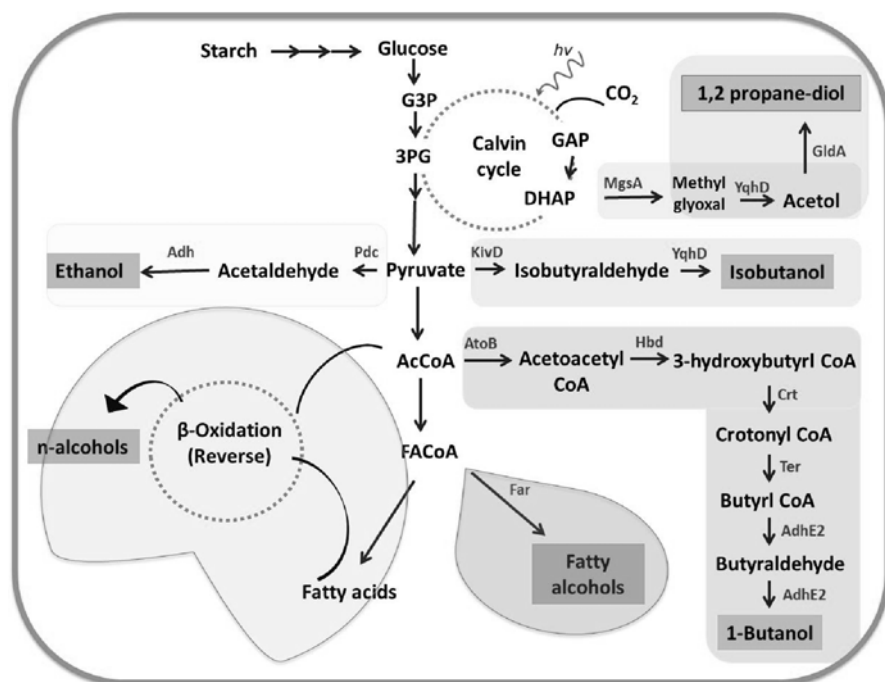 Starch
Glucose
hv
G3P
CO2
1,2 propane-diol
3PG
Calvin
cycle
GAP
GldA
DHAP
MgsA
Methyl
glyoxal
YqhD
Acetol
Ethanol
Adh
Acetaldehyde
Pdc
Pyruvate
KivD
Isobutyraldehyde
YqhD
Isobutanol
AcCoA
AtoB
Acetoacetyl
CoA
Hbd
3-hydroxybutyrl CoA
Crt
β-Oxidation
(Reverse)
n-alcohols
FACoA
Crotonyl CoA
Ter
Far
Butyrl CoA
AdhE2
Fatty
alcohols
Butyraldehyde
Fatty acids
AdhE2
1-Butanol